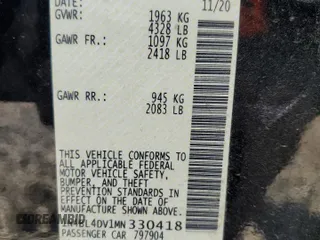 DATE: 11/20
GVWR: 1963 KG
4328 LB
GAWR FR: 1097 KG
2418 LB
GAWR RR: 945 KG
2083 LB
THIS VEHICLE CONFORMS TO
ALL APPLICABLE FEDERAL
MOTOR VEHICLE SAFETY,
BUMPER, AND THEFT
PREVENTION STANDARDS IN
EFFECT ON THE DATE OF
MANUFACTURE SHOWN ABOVE.
1N4BL4DV1MN330418
PASSENGER CAR 797904